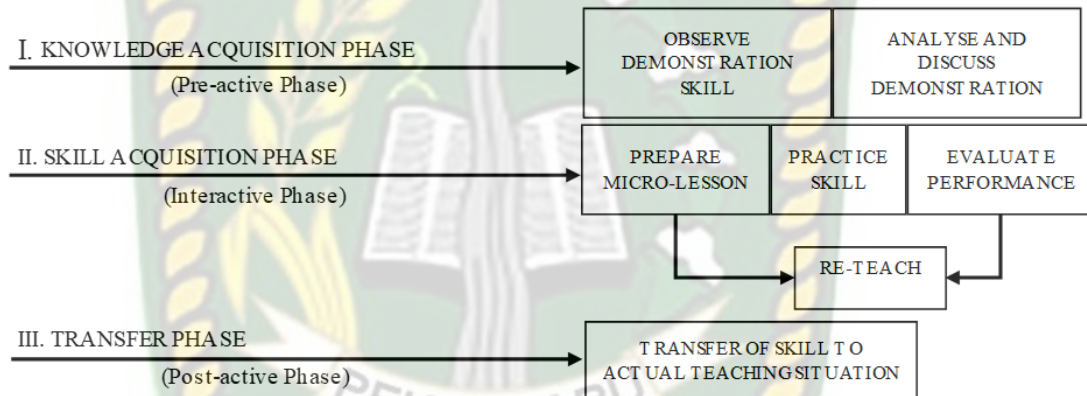 I. KNOWLEDGE ACQUISITION PHASE
(Pre-active Phase)
OBSERVE
DEMONSTRATION
SKILL
ANALYSE AND
DISCUSS
DEMONSTRATION
II. SKILL ACQUISITION PHASE
(Interactive Phase)
PREPARE
MICRO-LESSON
PRACTICE
SKILL
EVALUATE
PERFORMANCE
RE-TEACH
III. TRANSFER PHASE
(Post-active Phase)
TRANSFER OF SKILL TO
ACTUAL TEACHING SITUATION